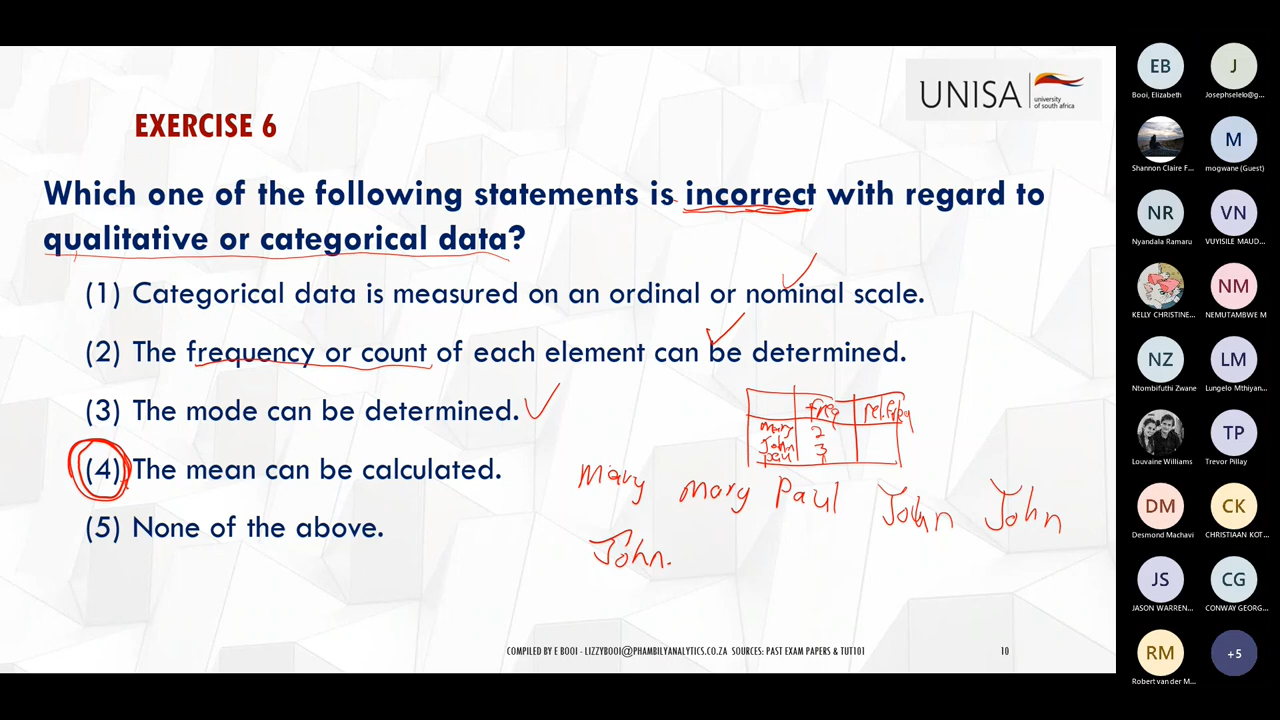 UNISA
university
of south africa
EXERCISE 6
Which one of the following statements is incorrect with regard to
qualitative or categorical data?
(1) Categorical data is measured on an ordinal or nominal scale.
(2) The frequency or count of each element can be determined.
(3) The mode can be determined.
freq
mary 2
John 3
(4) The mean can be calculated.
Mary Mary Paul John John
(5) None of the above.
John.
COMPILED BY E BOOI - LIZZYBOOI@PHAMBILYANALYTICS.CO.ZA SOURCES: PAST EXAM PAPERS & TUT101
10
EB J
Booi, Elizabeth Josephselelo@g...
M
Shannon Claire F... mogwane (Guest)
NR VN
Nyandala Ramaru VUYISILE MAUD...
NM
KELLY CHRISTINE... NEMUTAMBWE M
NZ LM
Ntombifuthi Zwane Lungelo Mthiyan...
TP
Louvaine Williams Trevor Pillay
DM CK
Desmond Machavi CHRISTIAAN KOT...
JS CG
JASON WARREN... CONWAY GEORG...
RM +5
Robert van der M...